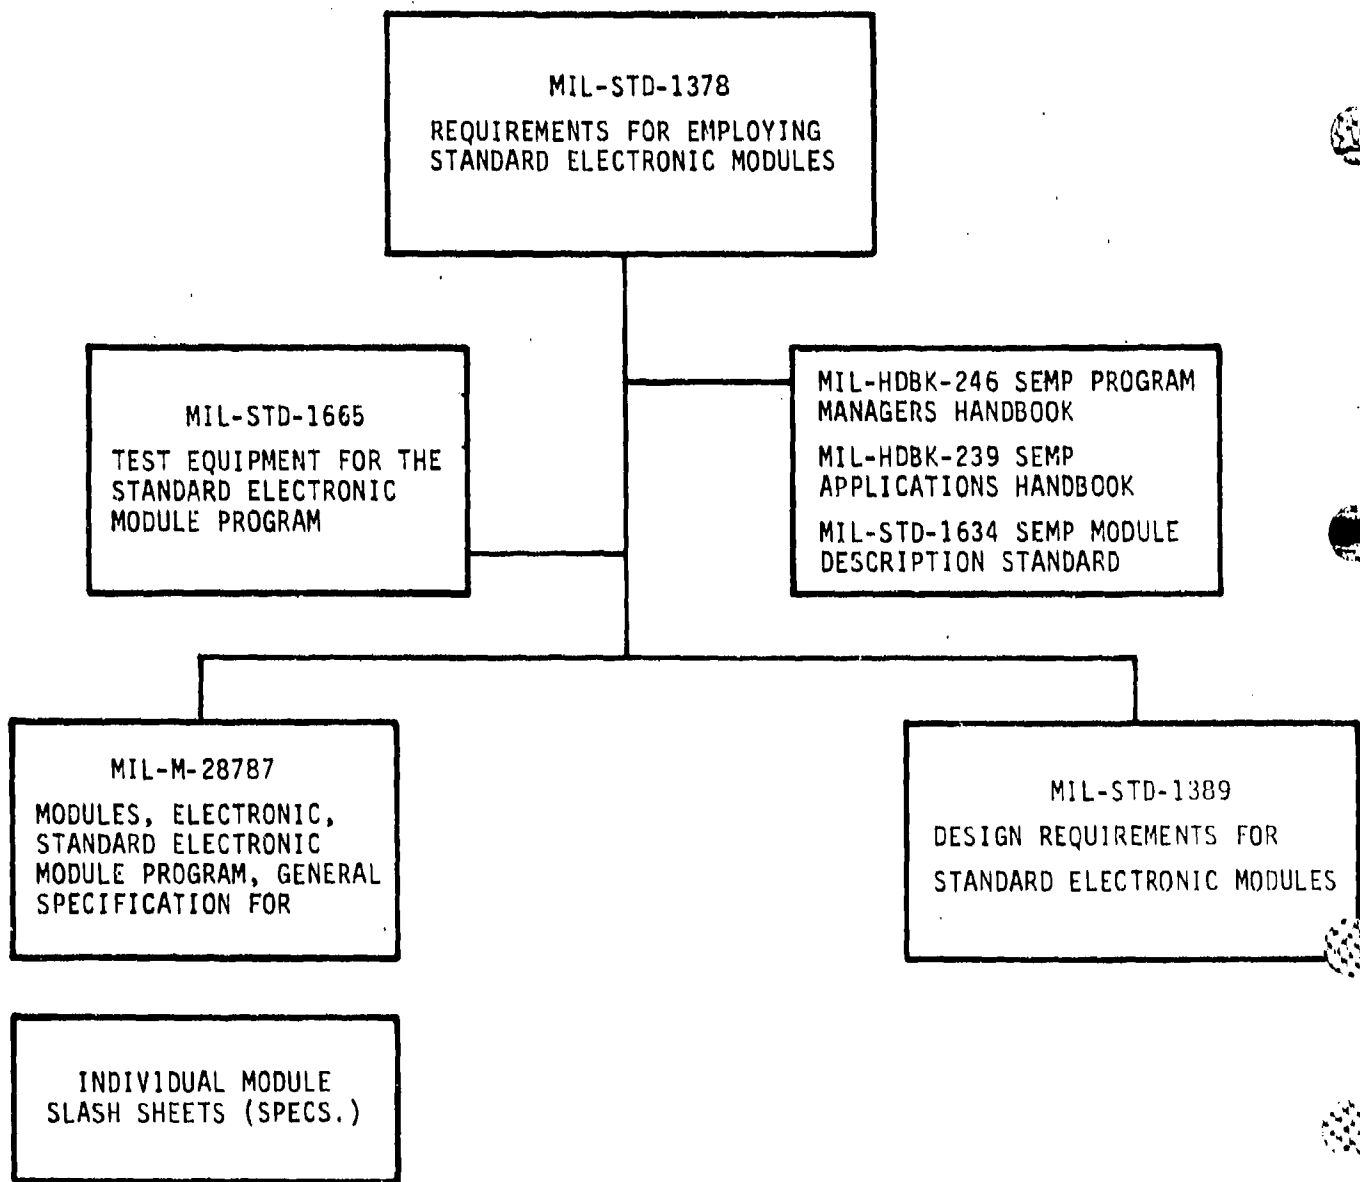 MIL-STD-1378
REQUIREMENTS FOR EMPLOYING
STANDARD ELECTRONIC MODULES
MIL-STD-1665
TEST EQUIPMENT FOR THE
STANDARD ELECTRONIC
MODULE PROGRAM
MIL-HDBK-246 SEMP PROGRAM
MANAGERS HANDBOOK
MIL-HDBK-239 SEMP
APPLICATIONS HANDBOOK
MIL-STD-1634 SEMP MODULE
DESCRIPTION STANDARD
MIL-M-28787
MODULES, ELECTRONIC,
STANDARD ELECTRONIC
MODULE PROGRAM, GENERAL
SPECIFICATION FOR
MIL-STD-1389
DESIGN REQUIREMENTS FOR
STANDARD ELECTRONIC MODULES
INDIVIDUAL MODULE
SLASH SHEETS (SPECS.)